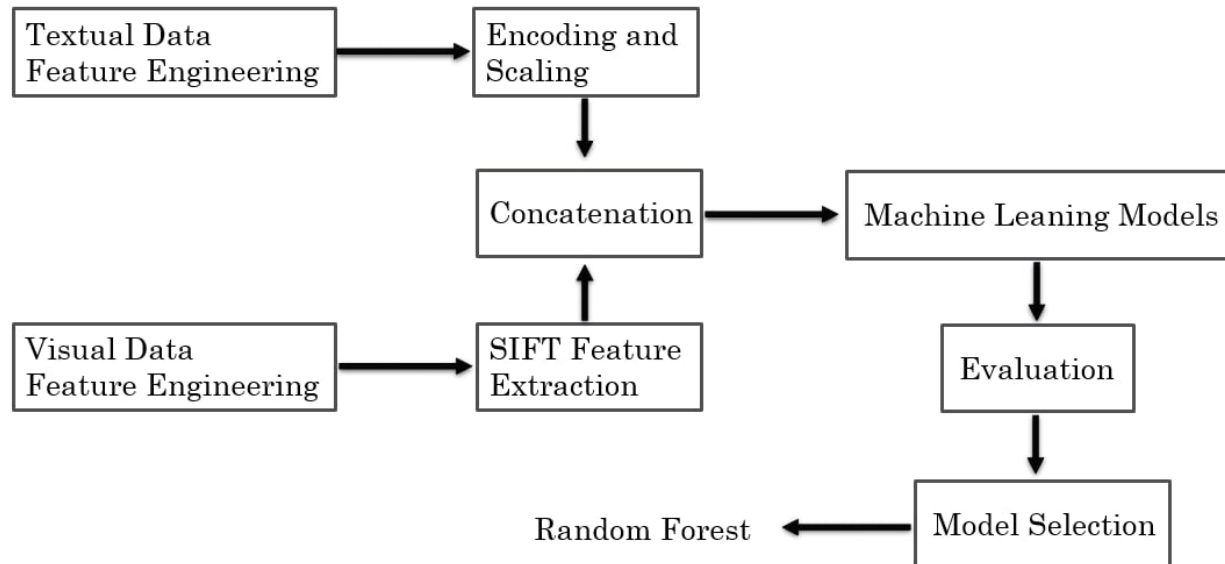 Textual Data
Feature Engineering
Encoding and
Scaling
Concatenation
Machine Leaning Models
Visual Data
Feature Engineering
SIFT Feature
Extraction
Evaluation
Model Selection
Random Forest